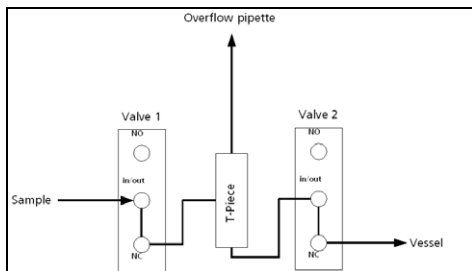 Overflow pipette
Valve 1
Valve 2
NO
NO
in/out
in/out
Sample
T-Piece
NC
NC
Vessel